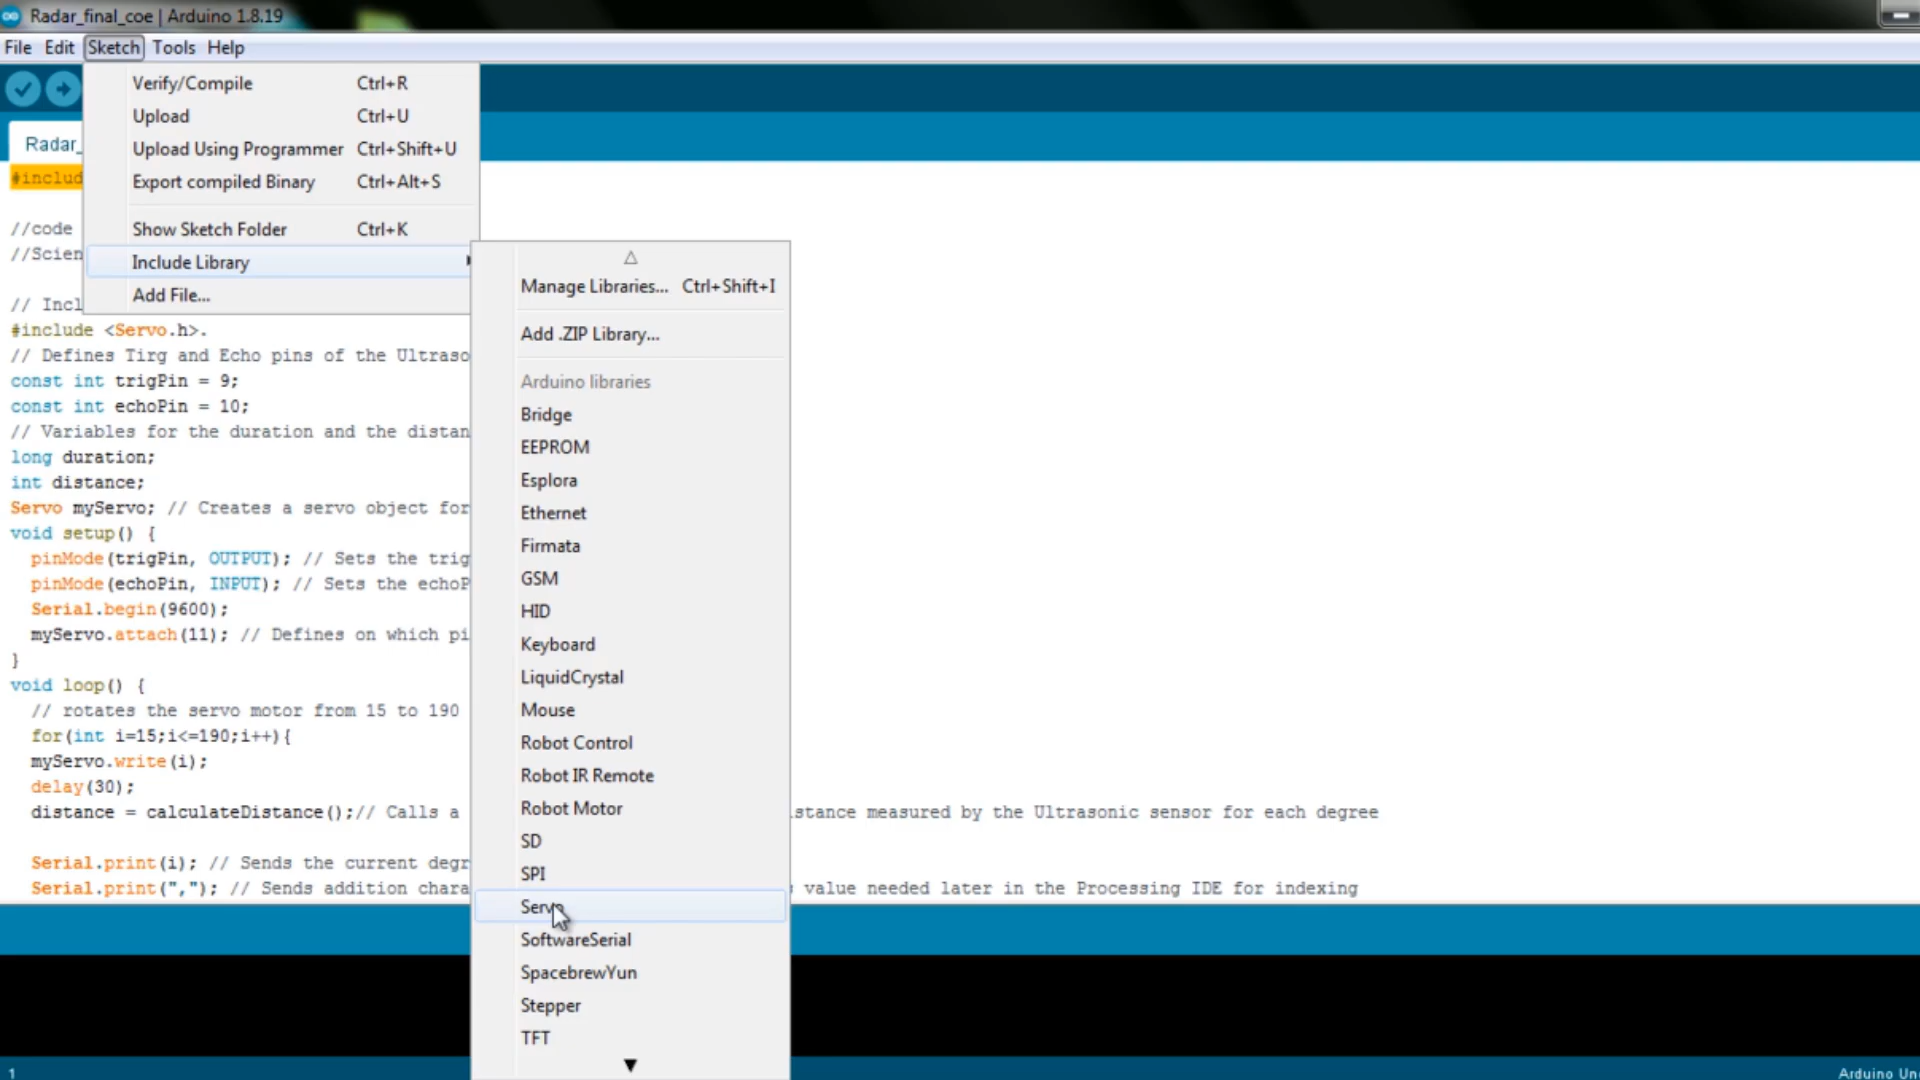 Radar_final_coe | Arduino 1.8.19
File Edit Sketch Tools Help
Verify/Compile Ctrl+R
Upload Ctrl+U
Upload Using Programmer Ctrl+Shift+U
Export compiled Binary Ctrl+Alt+S
Show Sketch Folder Ctrl+K
Include Library
Add File...
Manage Libraries... Ctrl+Shift+I
Add .ZIP Library...
Arduino libraries
Bridge
EEPROM
Esplora
Ethernet
Firmata
GSM
HID
Keyboard
LiquidCrystal
Mouse
Robot Control
Robot IR Remote
Robot Motor
SD
SPI
Servo
SoftwareSerial
SpacebrewYun
Stepper
TFT
Radar_
#includ
//code
//Scien
// Incl
#include <Servo.h>.
// Defines Tirg and Echo pins of the Ultraso
const int trigPin = 9;
const int echoPin = 10;
// Variables for the duration and the distan
long duration;
int distance;
Servo myServo; // Creates a servo object for
void setup() {
pinMode(trigPin, OUTPUT); // Sets the trig
pinMode(echoPin, INPUT); // Sets the echoP
Serial.begin(9600);
myServo.attach(11); // Defines on which pi
}
void loop() {
// rotates the servo motor from 15 to 190
for(int i=15;i<=190;i++){
myServo.write(i);
delay(30);
distance = calculateDistance();// Calls a stance measured by the Ultrasonic sensor for each degree
Serial.print(i); // Sends the current degr
Serial.print(","); // Sends addition chara s value needed later in the Processing IDE for indexing
1
Arduino Un